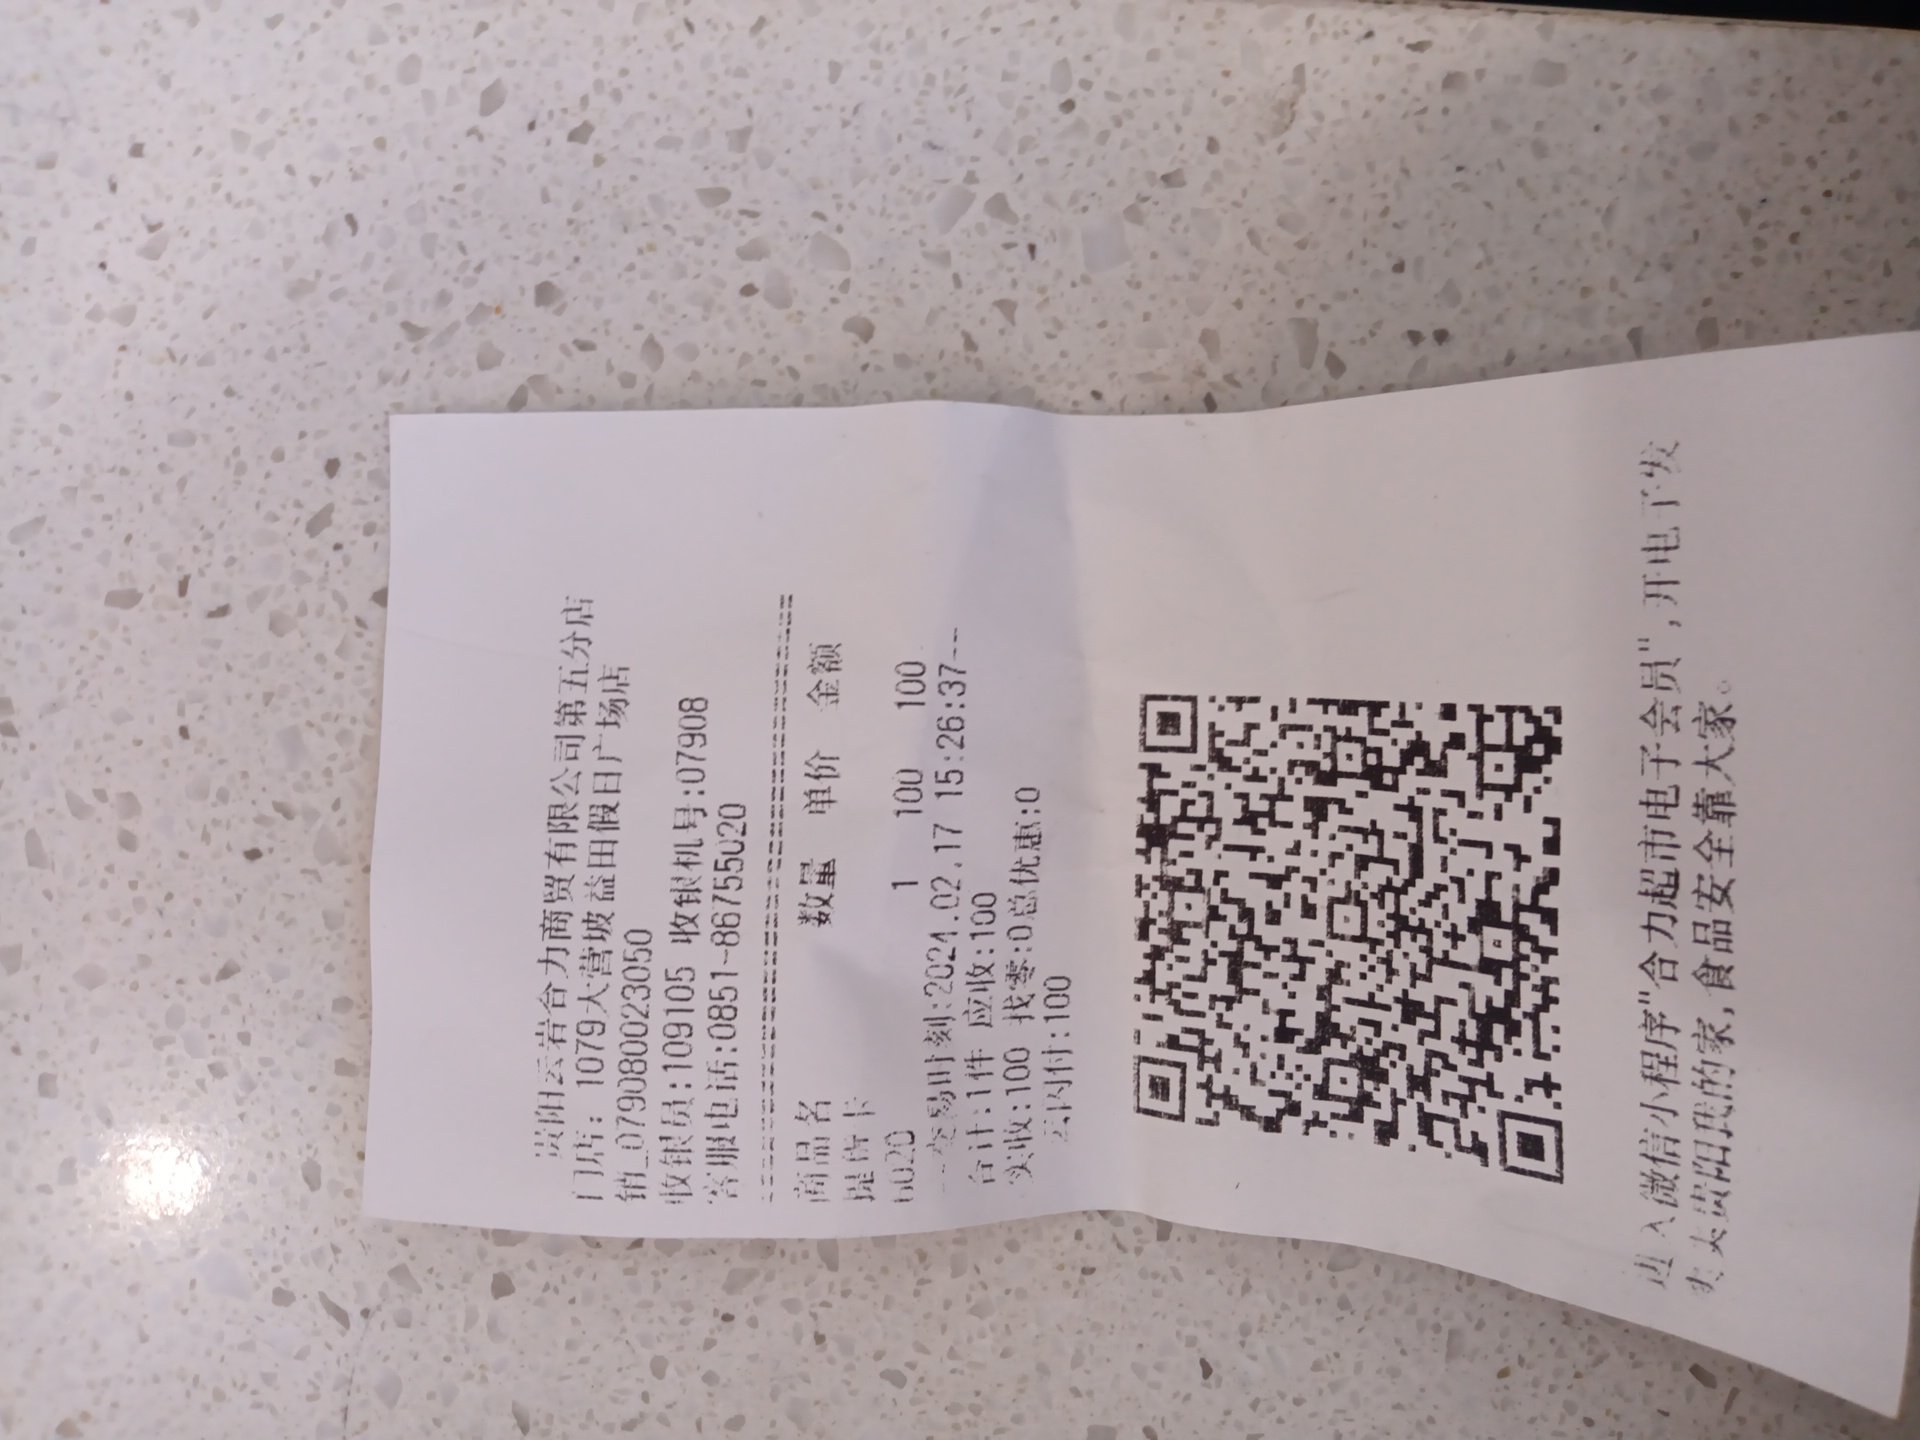 贵阳云岩合力商贸有限公司第五分店
门店: 1079大营坡益田假日广场店
销_079080023050
收银员:109105 收银机号:07908
客服电话:0851-86755020
商品名 数量 单价 金额
提货卡
6020 1 100 100
---交易时刻:2024.02.17 15:26:37---
合计:1件 应收:100
实收:100 找零:0总优惠:0
云闪付:100
进入微信小程序"合力超市电子会员",开电子发
大贵阳我的家,食品安全靠大家。